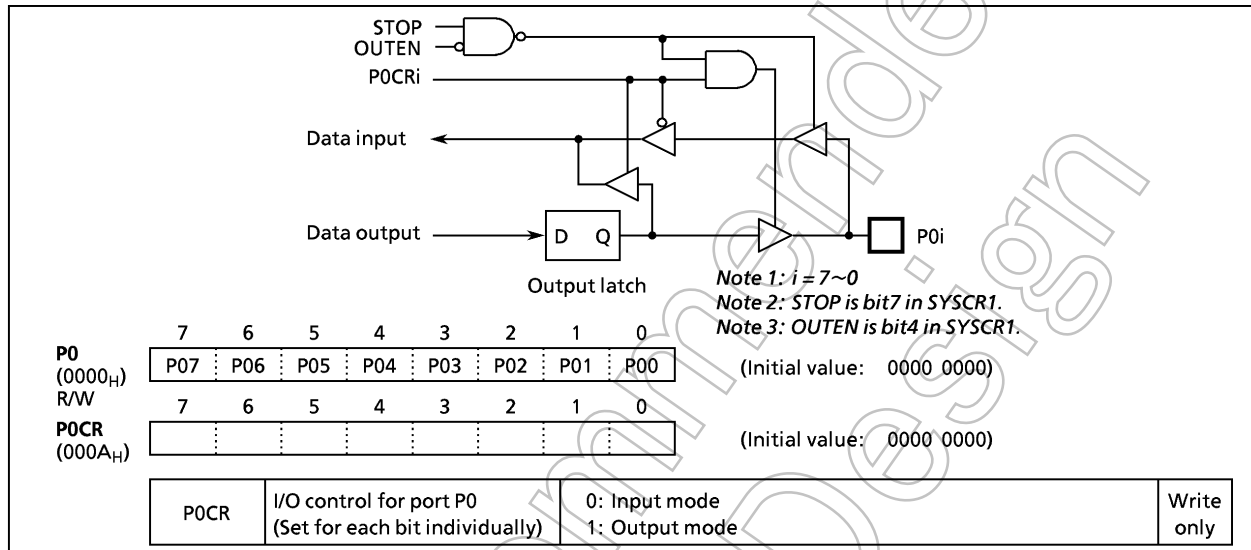 STOP
OUTEN
P0CRi
Data input
Data output
D Q
P0i
Output latch
Note 1: i = 7~0
Note 2: STOP is bit7 in SYSCR1.
Note 3: OUTEN is bit4 in SYSCR1.
7 6 5 4 3 2 1 0
P0
(0000H)
R/W
P07 P06 P05 P04 P03 P02 P01 P00
(Initial value: 0000 0000)
7 6 5 4 3 2 1 0
P0CR
(000AH)
(Initial value: 0000 0000)
P0CR
I/O control for port P0
(Set for each bit individually)
0: Input mode
1: Output mode
Write
only
Design